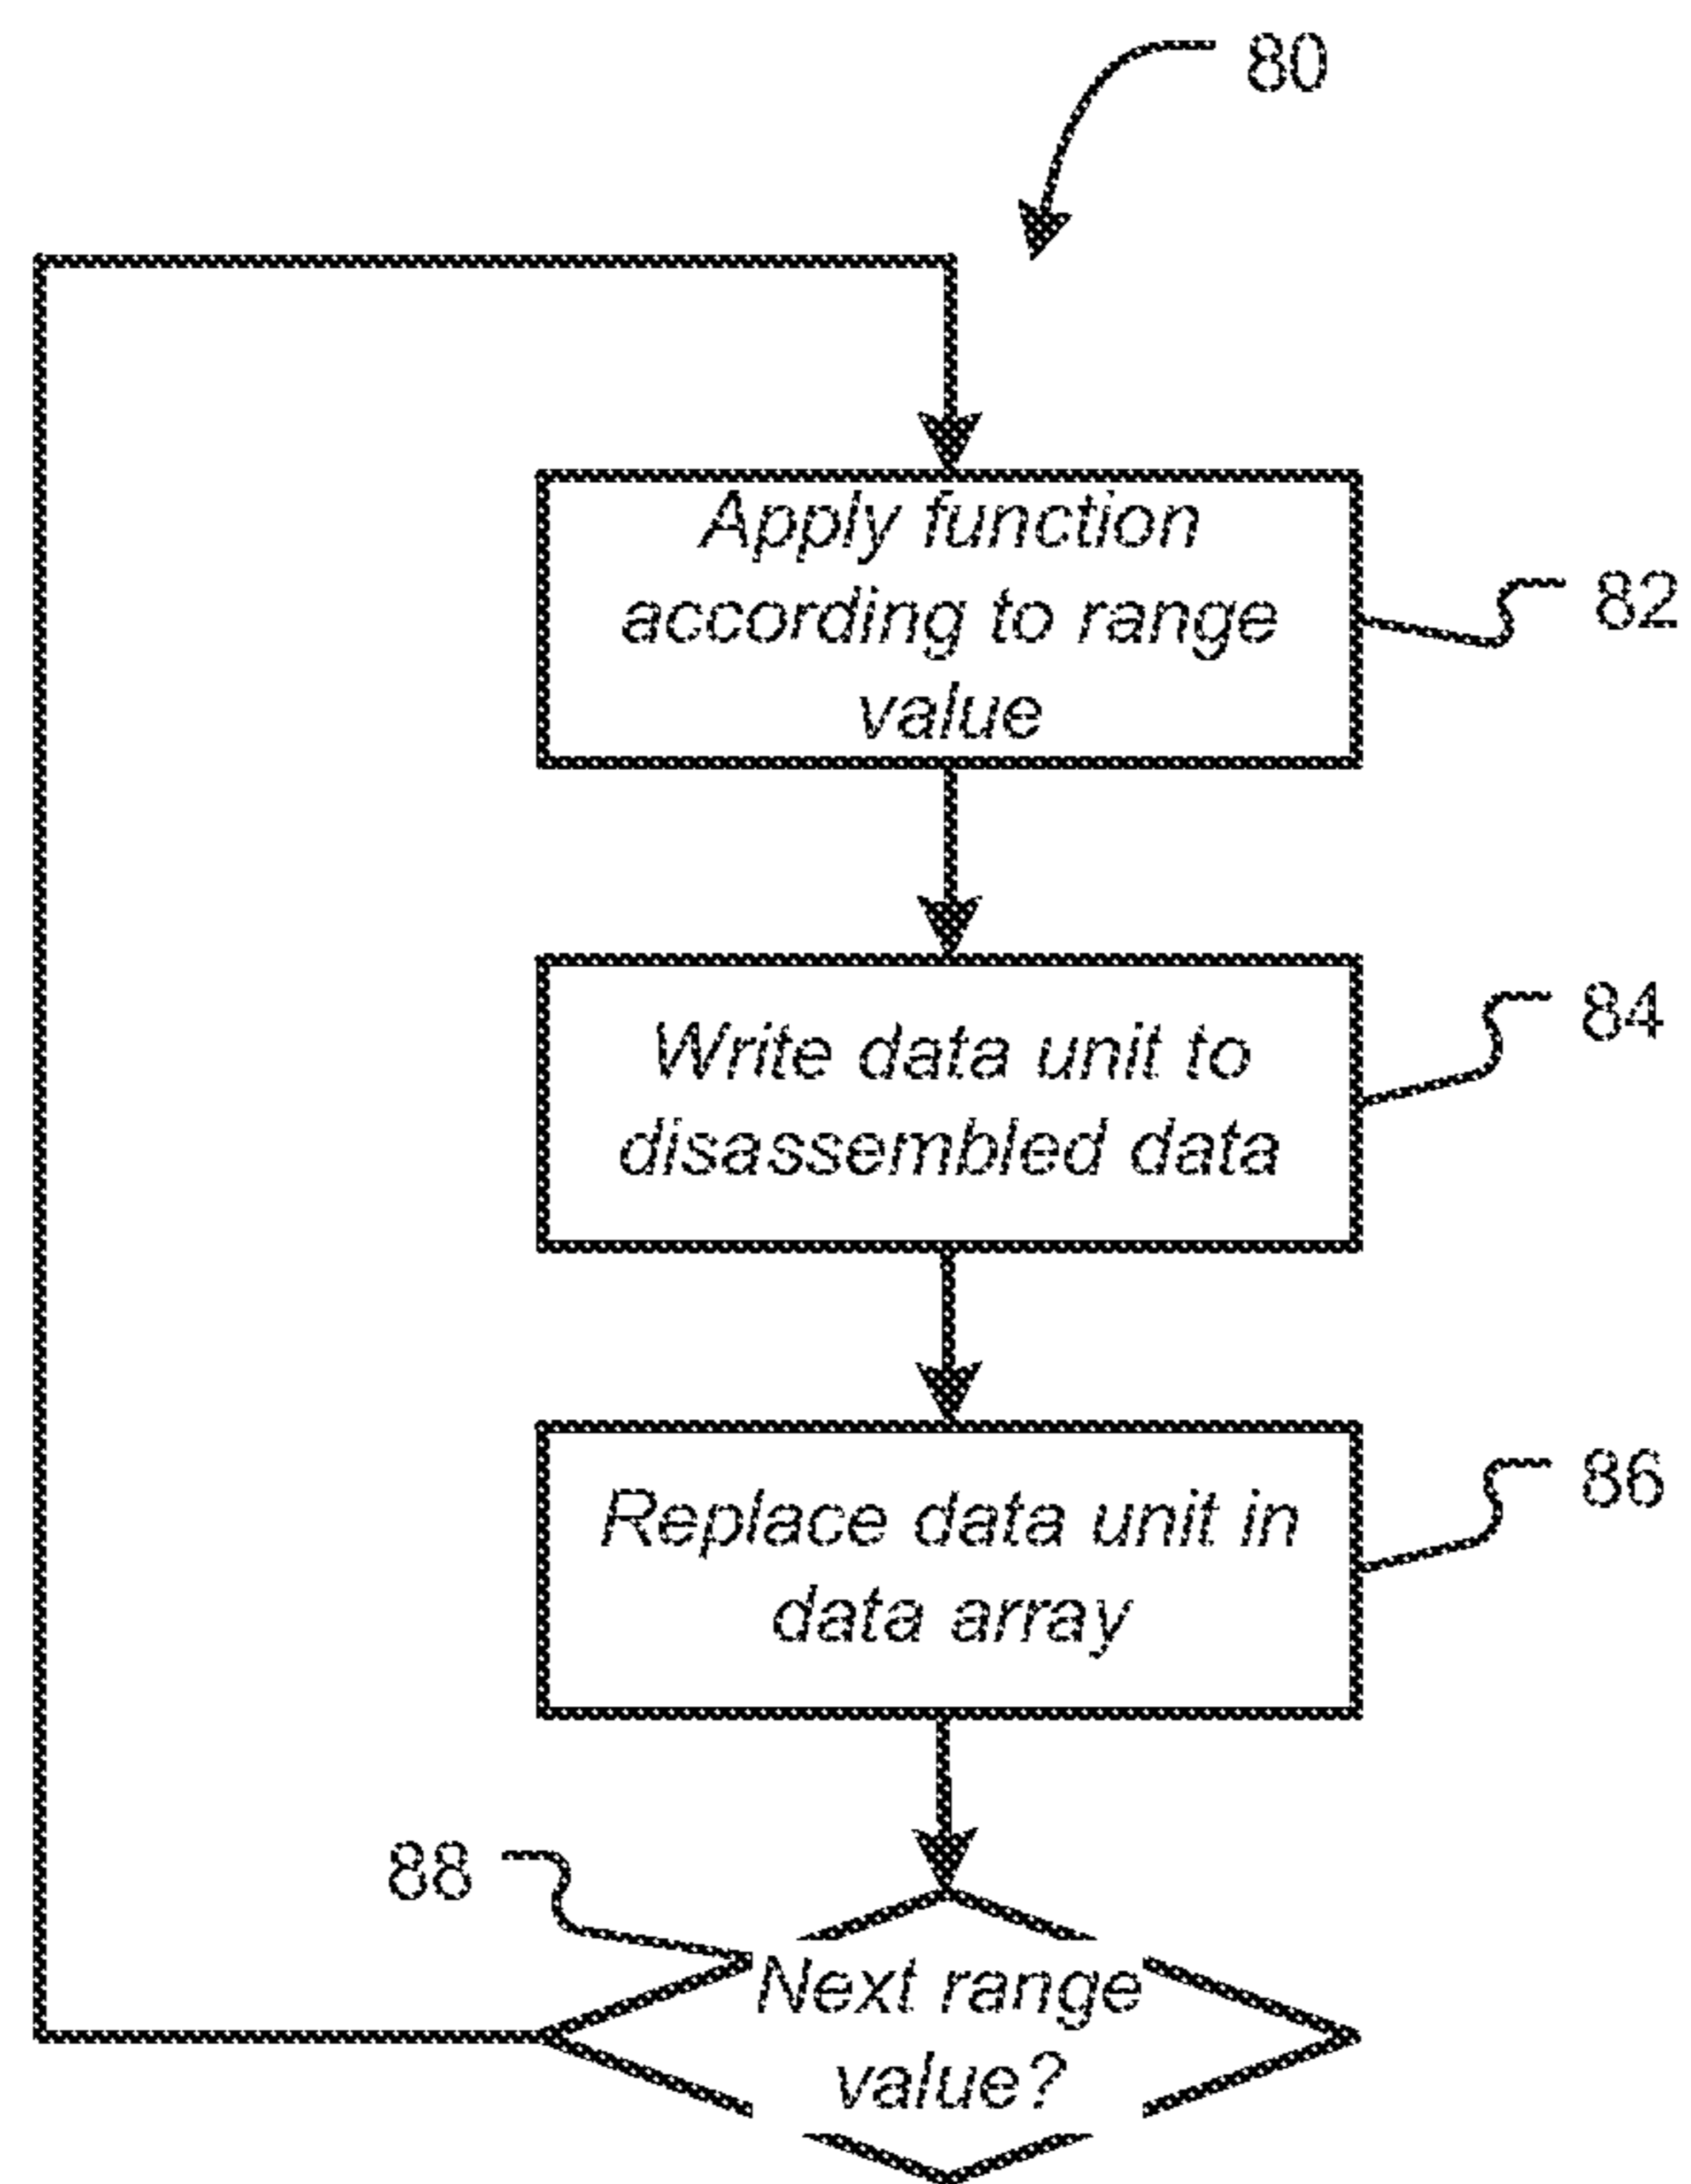 80
Apply function
according to range
value
82
Write data unit to
disassembled data
84
Replace data unit in
data array
86
88
Next range
value?